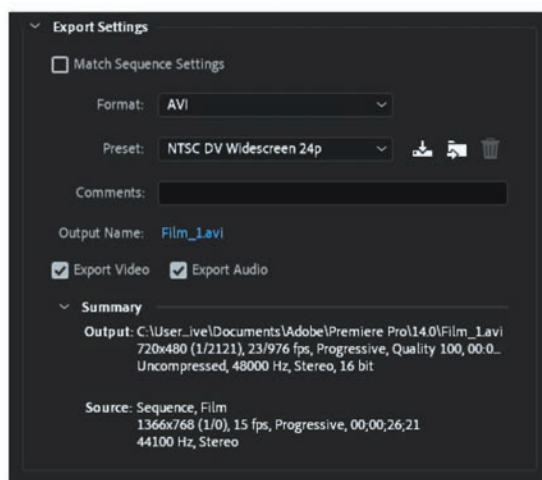 Export Settings
Match Sequence Settings
Format: AVI
Preset: NTSC DV Widescreen 24p
Comments:
Output Name: Film_1.avi
Export Video Export Audio
Summary
Output: C:\User_ive\Documents\Adobe\Premiere Pro\14.0\Film_1.avi
720x480 (1/2121), 23/976 fps, Progressive, Quality 100, 00:0...
Uncompressed, 48000 Hz, Stereo, 16 bit
Source: Sequence, Film
1366x768 (1/0), 15 fps, Progressive, 00;00;26;21
44100 Hz, Stereo